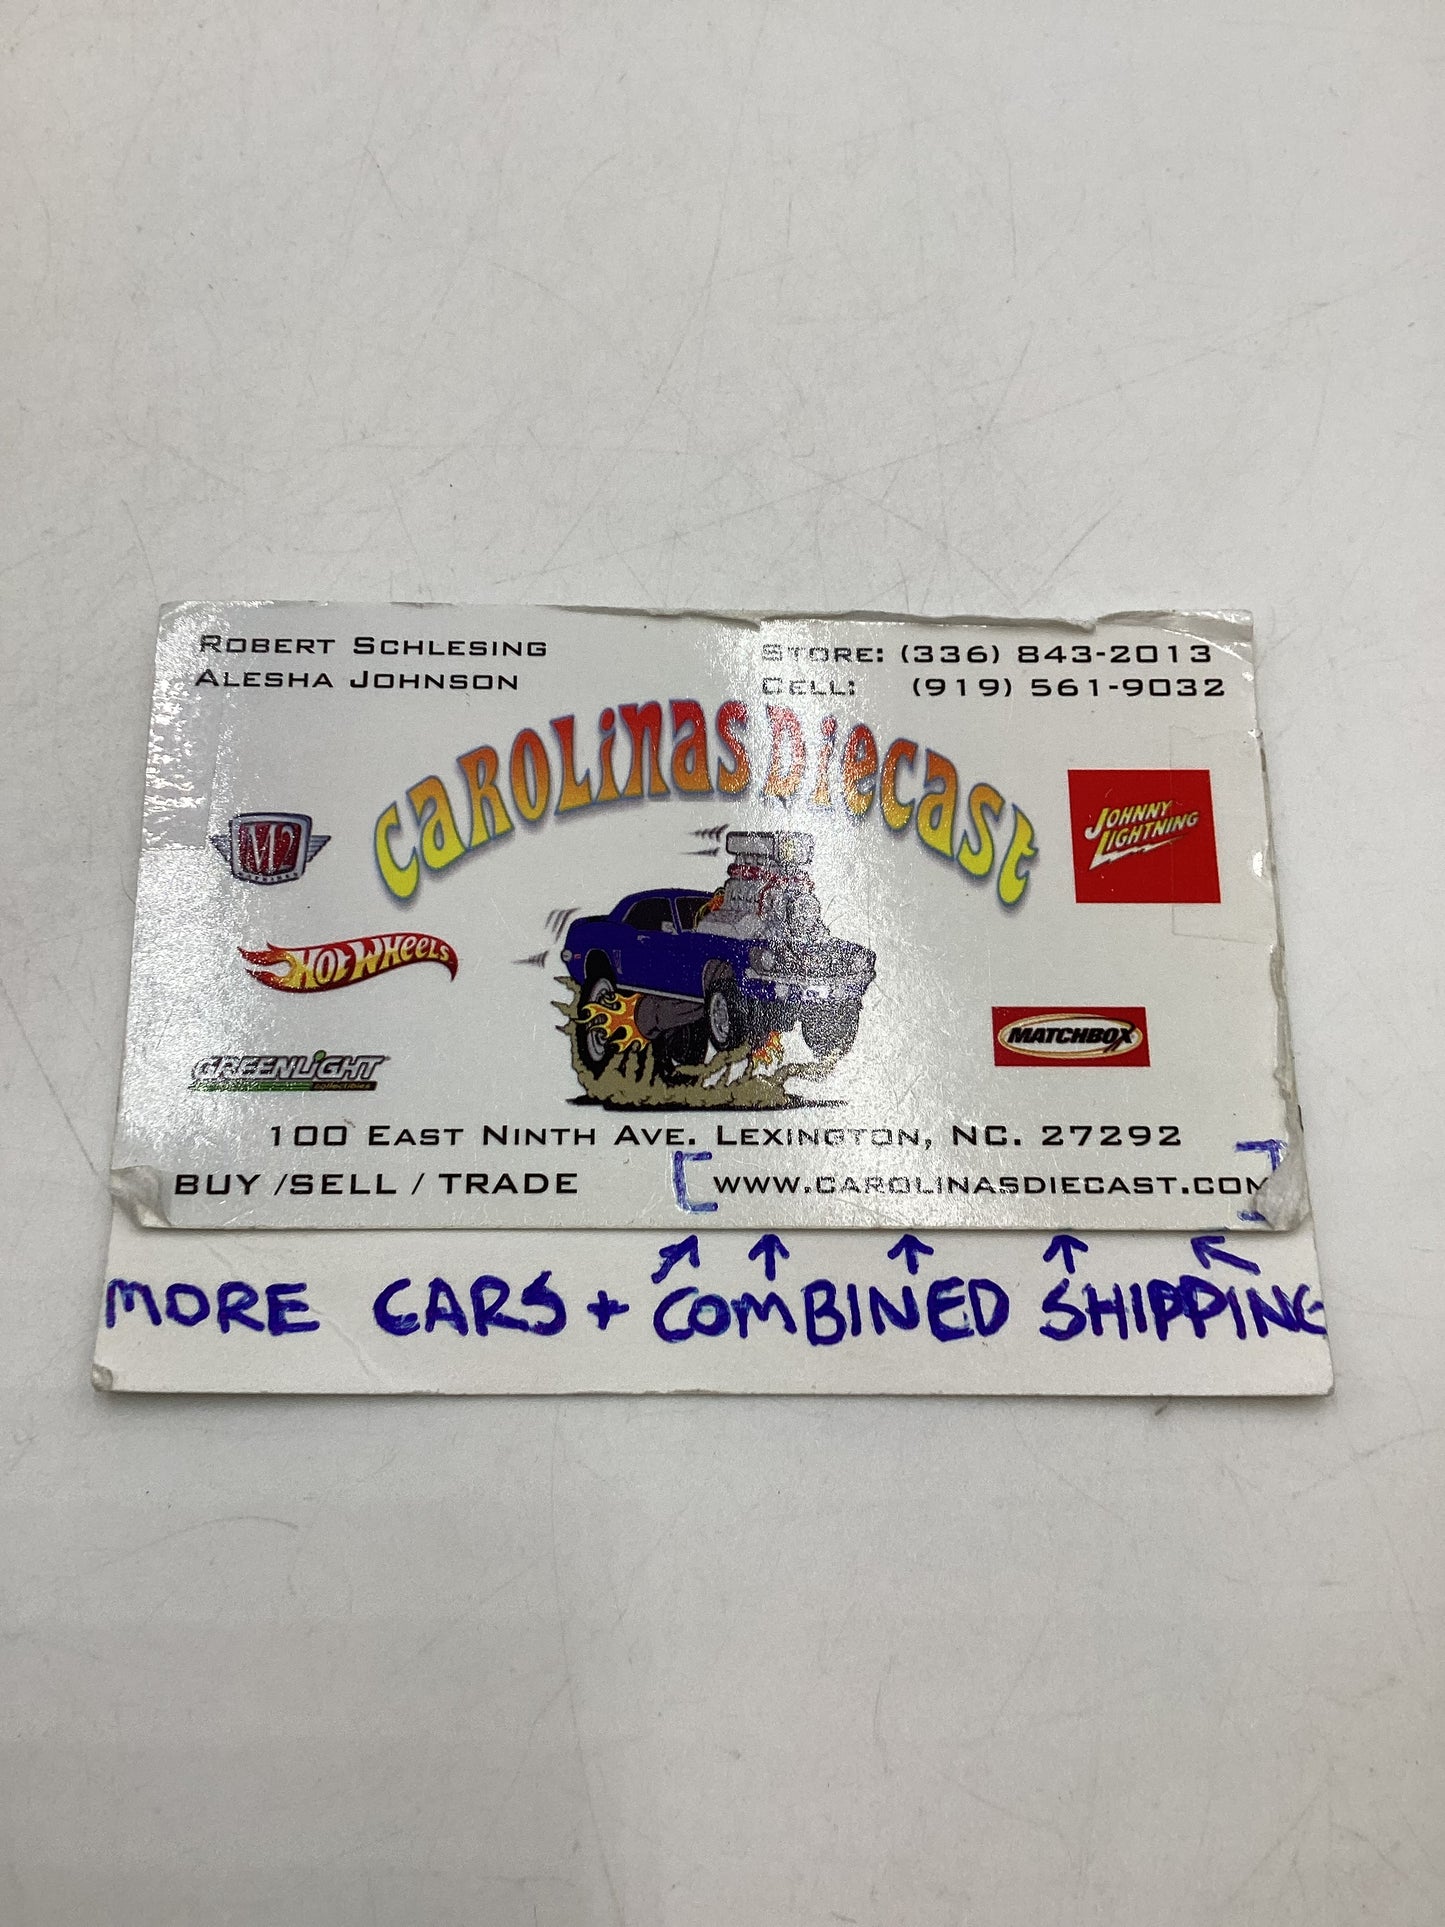 ROBERT SCHLESING
ALESHA JOHNSON
STORE: (336) 843-2013
CELL: (919) 561-9032
CAROLINAS DIECAST
M2
MACHINES
JOHNNY LIGHTNING
HOT WHEELS
MATCHBOX
GREENLIGHT
collectibles
100 EAST NINTH AVE. LEXINGTON, NC. 27292
BUY /SELL / TRADE [WWW.CAROLINASDIECAST.COM]
MORE CARS + COMBINED SHIPPING